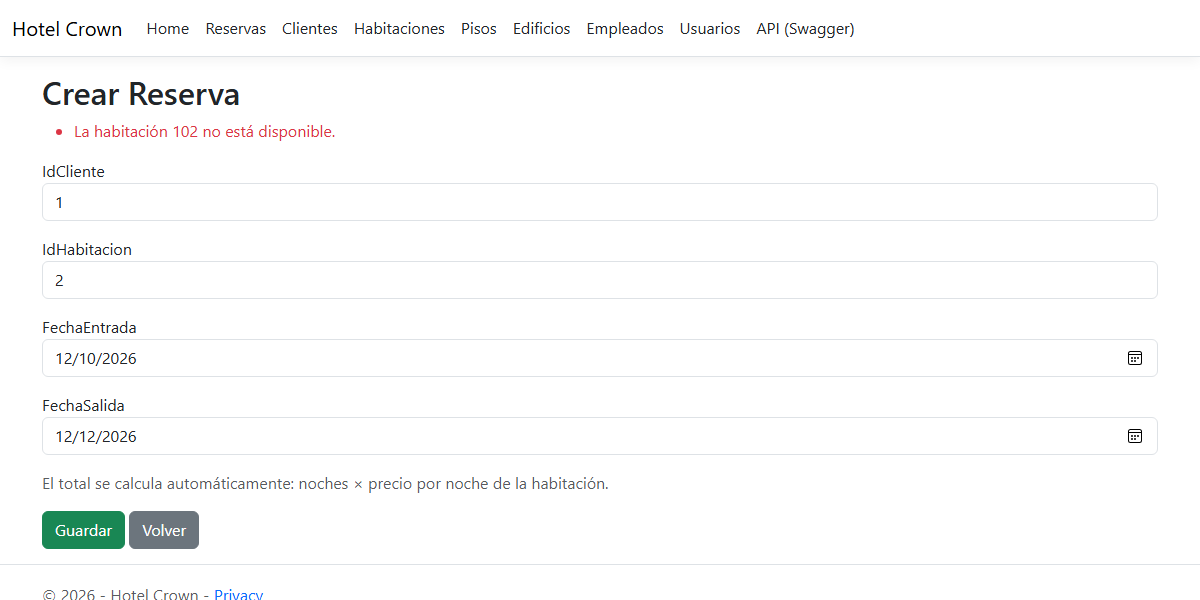 Hotel Crown Home Reservas Clientes Habitaciones Pisos Edificios Empleados Usuarios API (Swagger)
Crear Reserva
La habitación 102 no está disponible.
IdCliente
1
IdHabitacion
2
FechaEntrada
12/10/2026
FechaSalida
12/12/2026
El total se calcula automáticamente: noches × precio por noche de la habitación.
Guardar Volver
© 2026 - Hotel Crown - Privacy